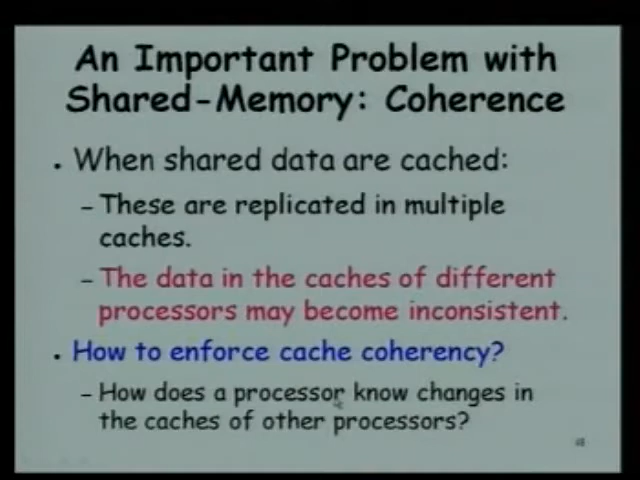 An Important Problem with
Shared-Memory: Coherence
• When shared data are cached:
– These are replicated in multiple
caches.
– The data in the caches of different
processors may become inconsistent.
• How to enforce cache coherency?
– How does a processor know changes in
the caches of other processors?
48